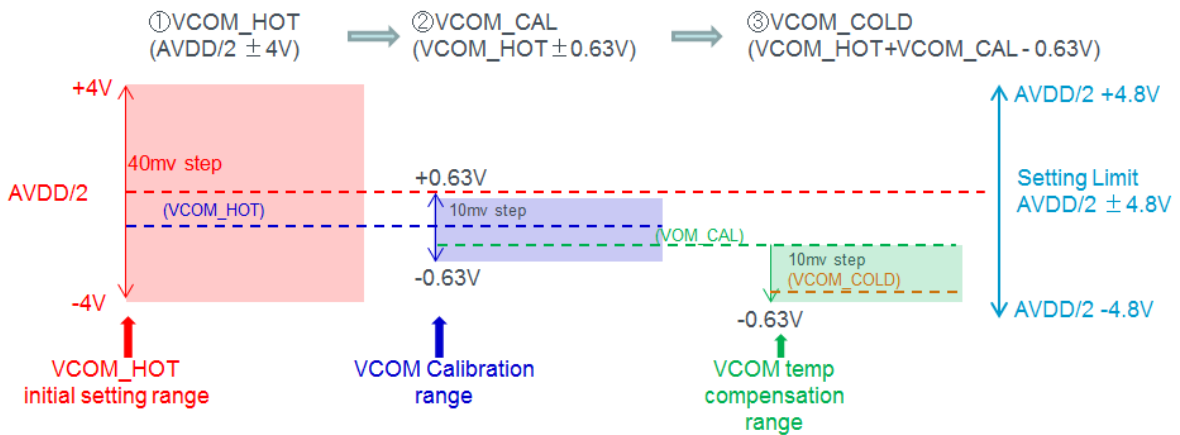 ①VCOM_HOT
(AVDD/2 ±4V)
②VCOM_CAL
(VCOM_HOT±0.63V)
③VCOM_COLD
(VCOM_HOT+VCOM_CAL-0.63V)
+4V
40mv step
AVDD/2
(VCOM_HOT)
-4V
+0.63V
10mv step
(VOM_CAL)
-0.63V
10mv step
(VCOM_COLD)
-0.63V
AVDD/2 +4.8V
Setting Limit
AVDD/2 ±4.8V
AVDD/2 -4.8V
VCOM_HOT
initial setting range
VCOM Calibration
range
VCOM temp
compensation
range